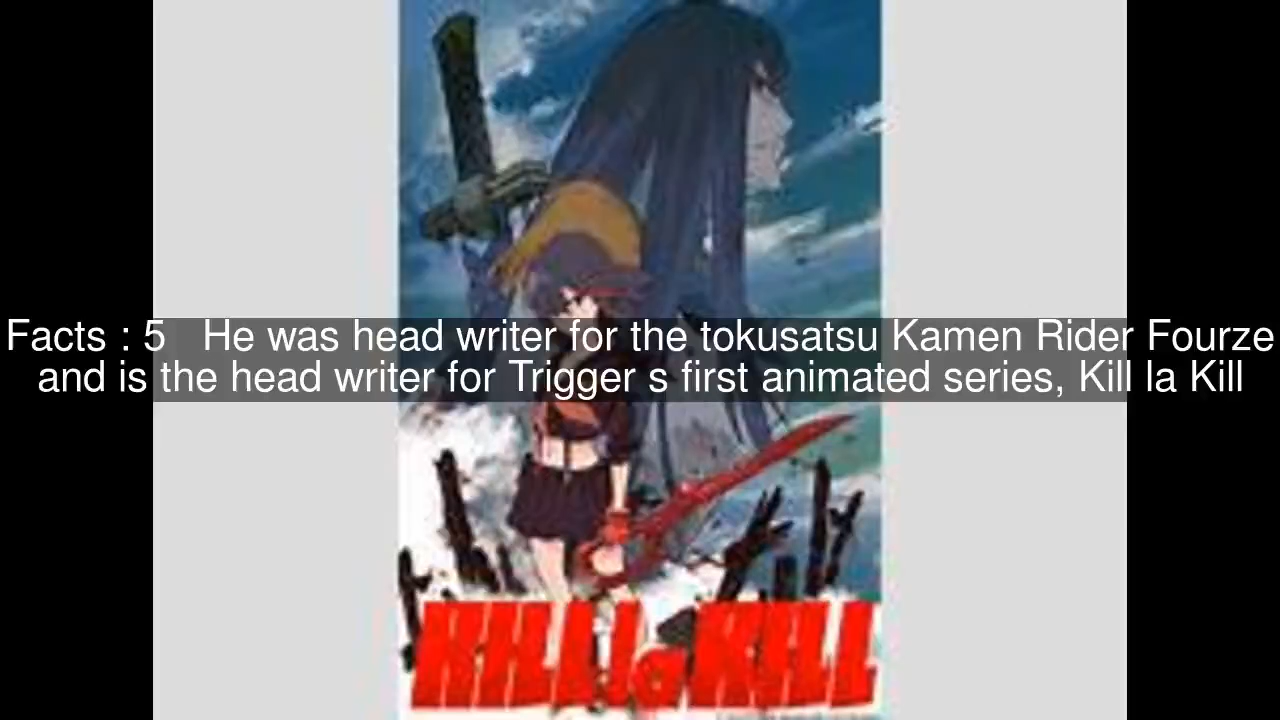 Facts : 5   He was head writer for the tokusatsu Kamen Rider Fourze
and is the head writer for Trigger s first animated series, Kill la Kill
KILL la KILL